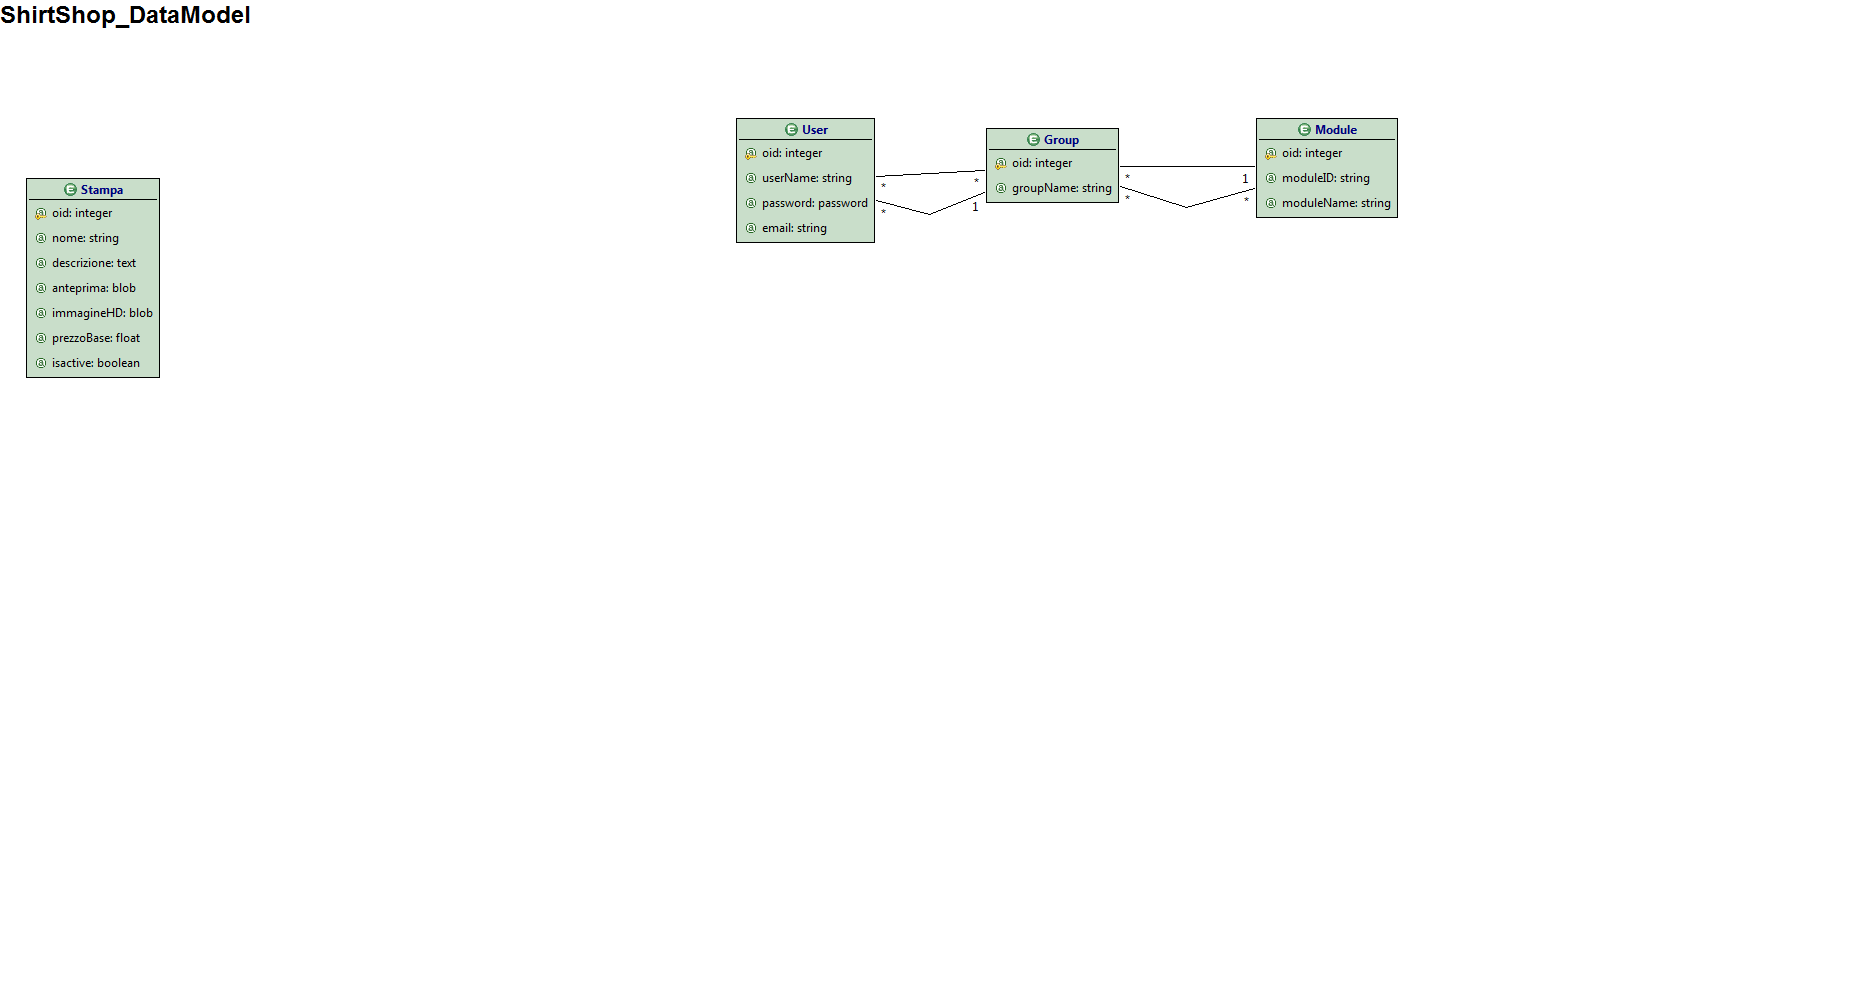 ShirtShop_DataModel
Stampa
oid: integer
nome: string
descrizione: text
anteprima: blob
immagineHD: blob
prezzoBase: float
isactive: boolean
User
oid: integer
userName: string
password: password
email: string
* *
* 1
Group
oid: integer
groupName: string
* 1
* *
Module
oid: integer
moduleID: string
moduleName: string